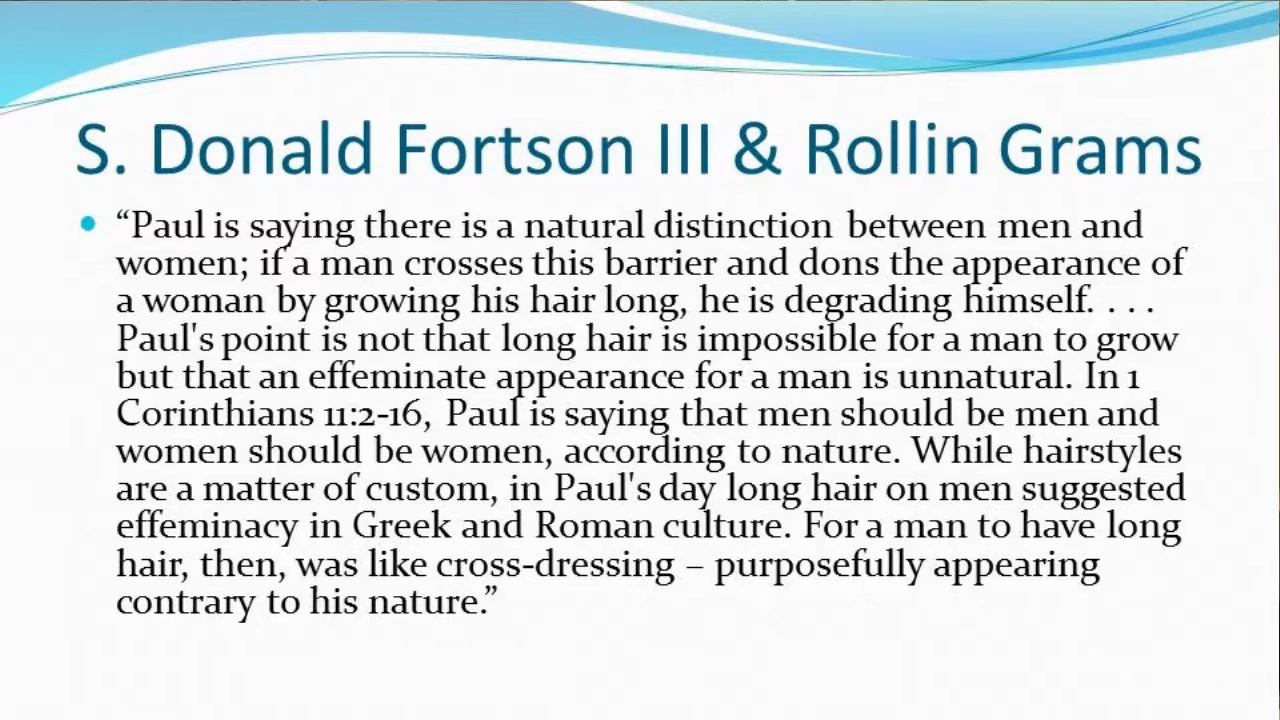 S. Donald Fortson III & Rollin Grams
• “Paul is saying there is a natural distinction between men and
women; if a man crosses this barrier and dons the appearance of
a woman by growing his hair long, he is degrading himself. . . .
Paul's point is not that long hair is impossible for a man to grow
but that an effeminate appearance for a man is unnatural. In 1
Corinthians 11:2-16, Paul is saying that men should be men and
women should be women, according to nature. While hairstyles
are a matter of custom, in Paul's day long hair on men suggested
effeminacy in Greek and Roman culture. For a man to have long
hair, then, was like cross-dressing – purposefully appearing
contrary to his nature.”